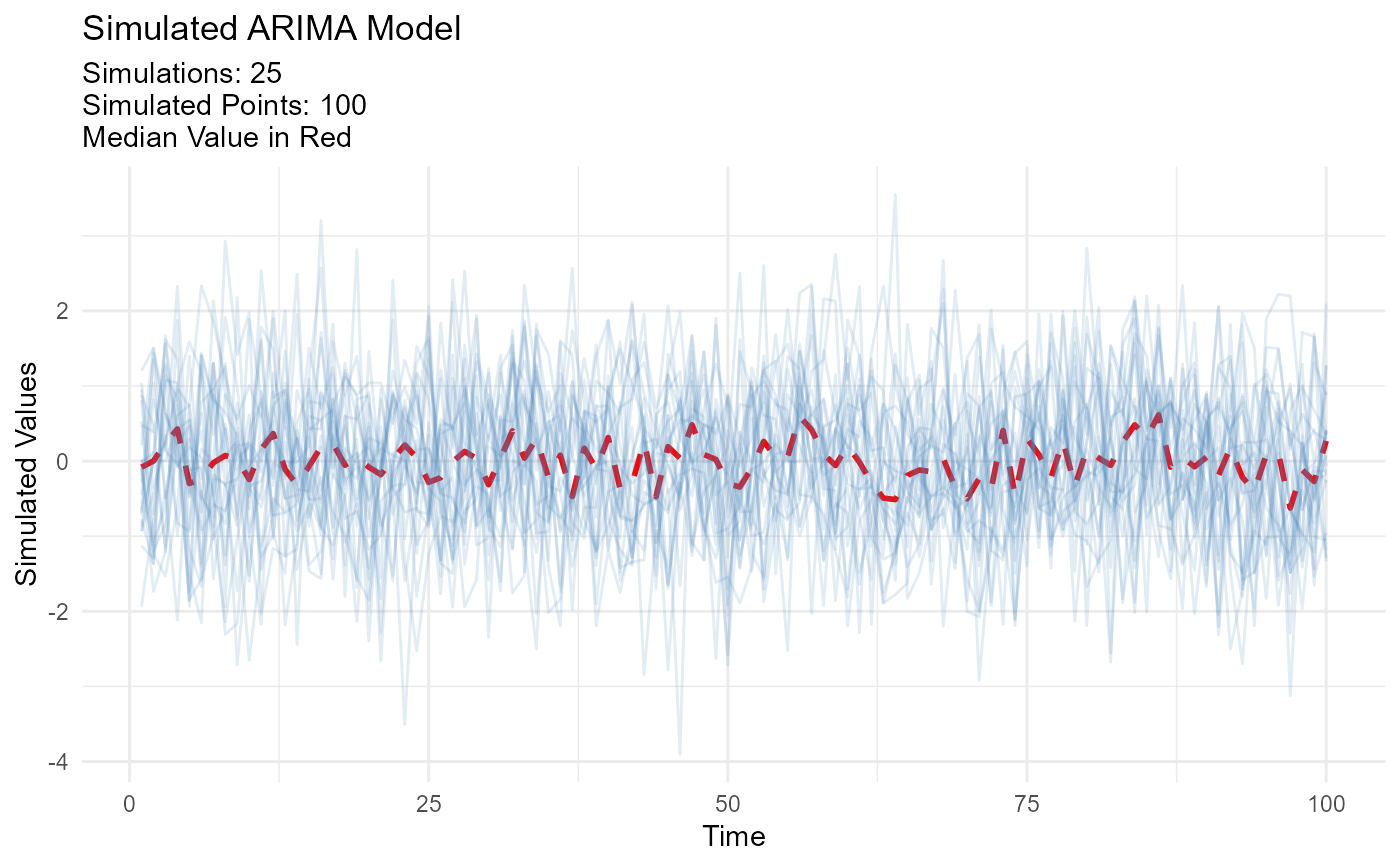 Simulated ARIMA Model
Simulations: 25
Simulated Points: 100
Median Value in Red
Simulated Values
2
0
-2
-4
0 25 50 75 100
Time